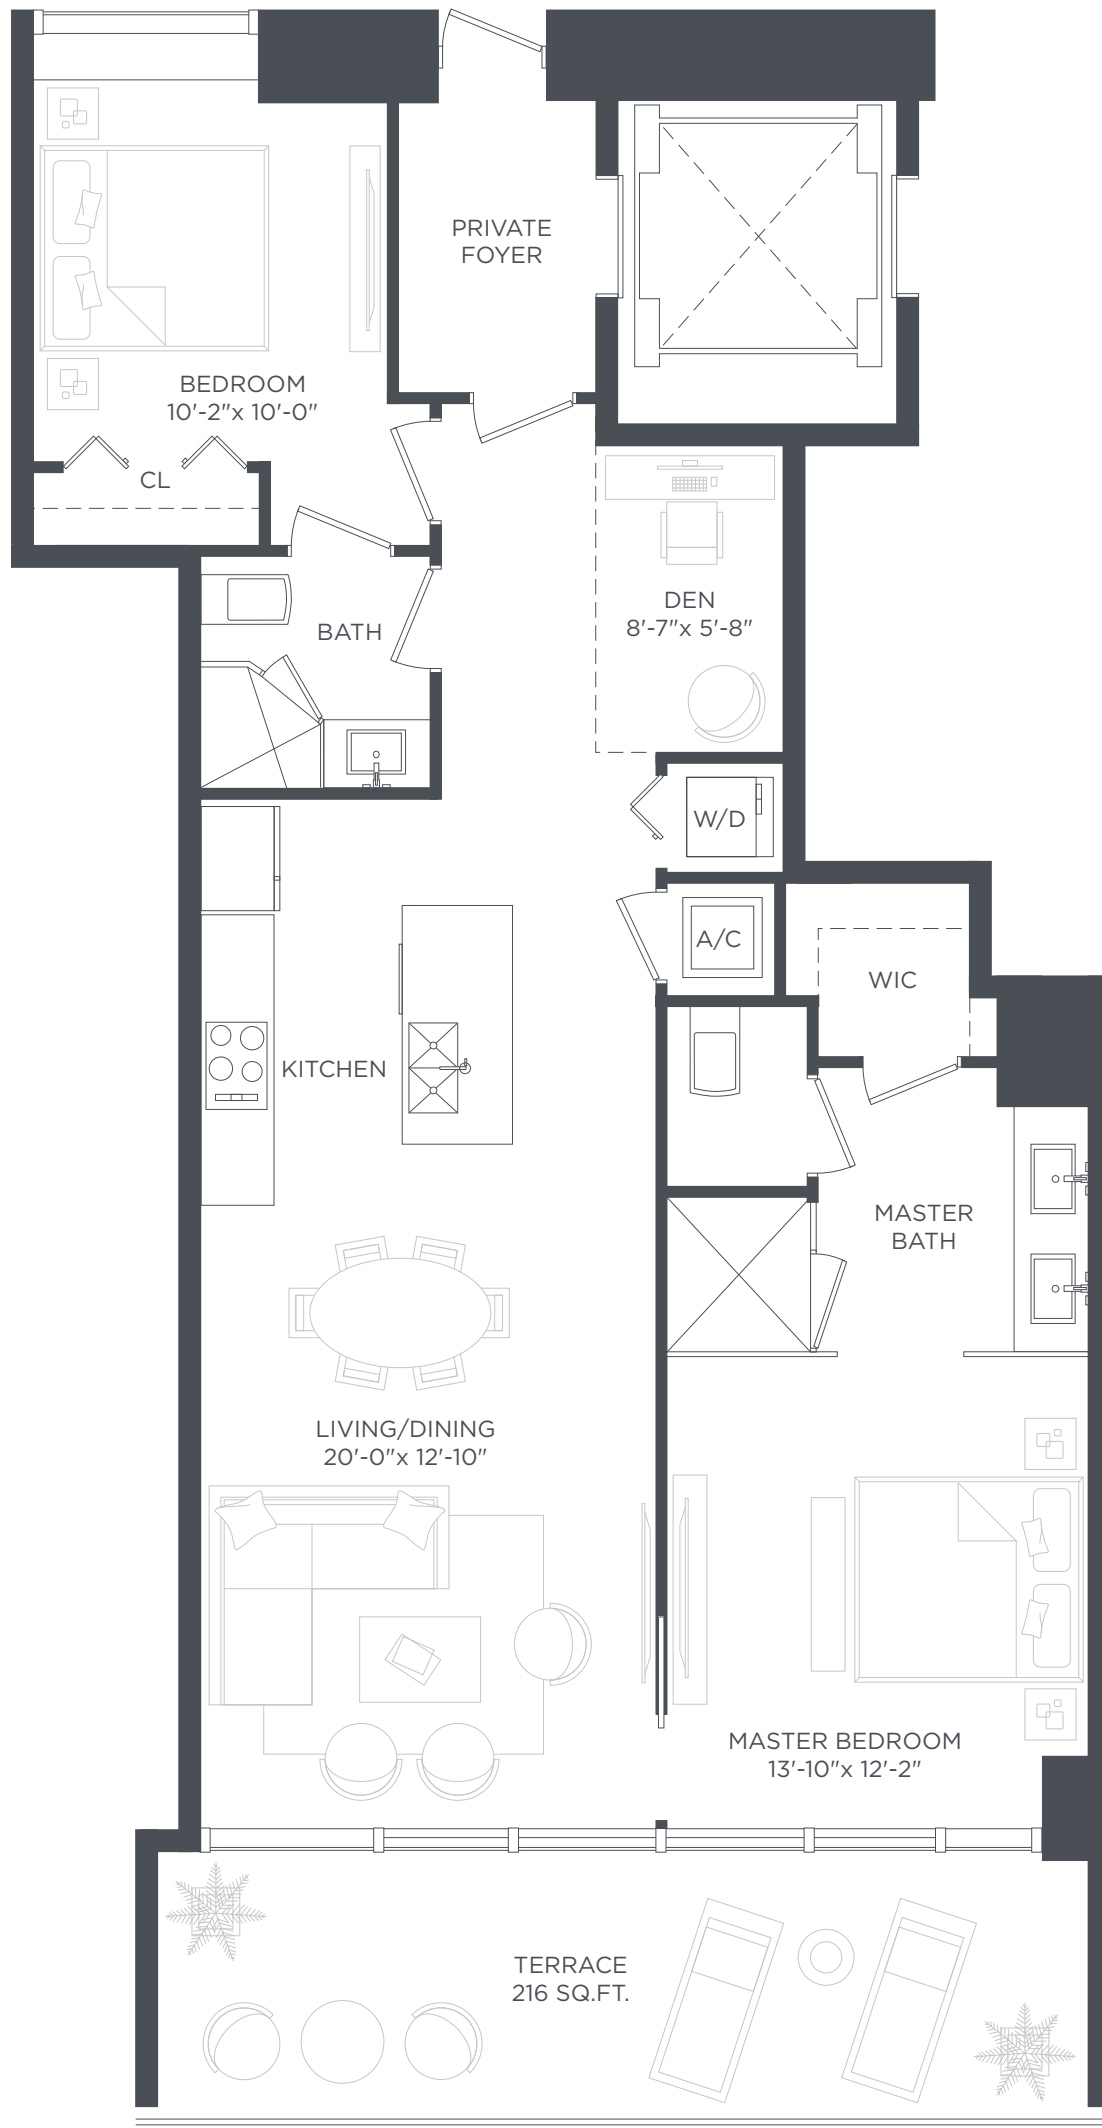 PRIVATE
FOYER
BEDROOM
10'-2"x 10'-0"
CL
DEN
8'-7"x 5'-8"
BATH
W/D
A/C
WIC
KITCHEN
MASTER
BATH
LIVING/DINING
20'-0"x 12'-10"
MASTER BEDROOM
13'-10"x 12'-2"
TERRACE
216 SQ.FT.